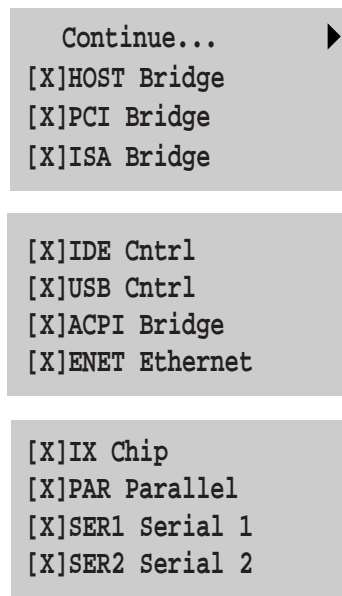 Continue...
[X]HOST Bridge
[X]PCI Bridge
[X]ISA Bridge
[X]IDE Cntrl
[X]USB Cntrl
[X]ACPI Bridge
[X]ENET Ethernet
[X]IX Chip
[X]PAR Parallel
[X]SER1 Serial 1
[X]SER2 Serial 2